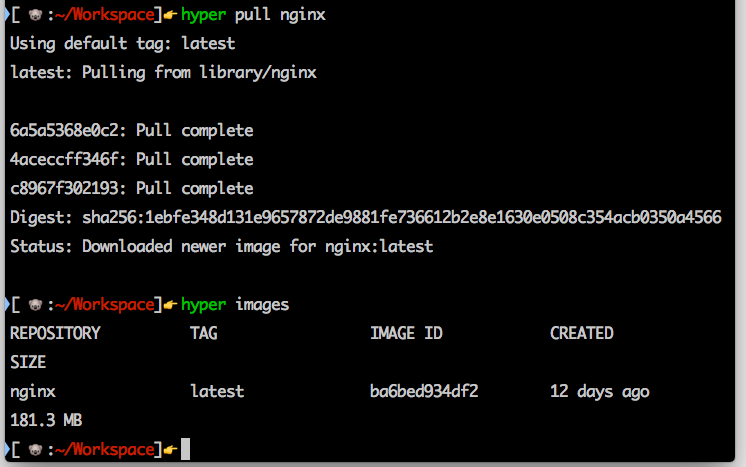 [ 🐨 :~/Workspace]👉hyper pull nginx
Using default tag: latest
latest: Pulling from library/nginx
6a5a5368e0c2: Pull complete
4aceccff346f: Pull complete
c8967f302193: Pull complete
Digest: sha256:1ebfe348d131e9657872de9881fe736612b2e8e1630e0508c354acb0350a4566
Status: Downloaded newer image for nginx:latest
[ 🐨 :~/Workspace]👉hyper images
REPOSITORY TAG IMAGE ID CREATED
SIZE
nginx latest ba6bed934df2 12 days ago
181.3 MB
[ 🐨 :~/Workspace]👉